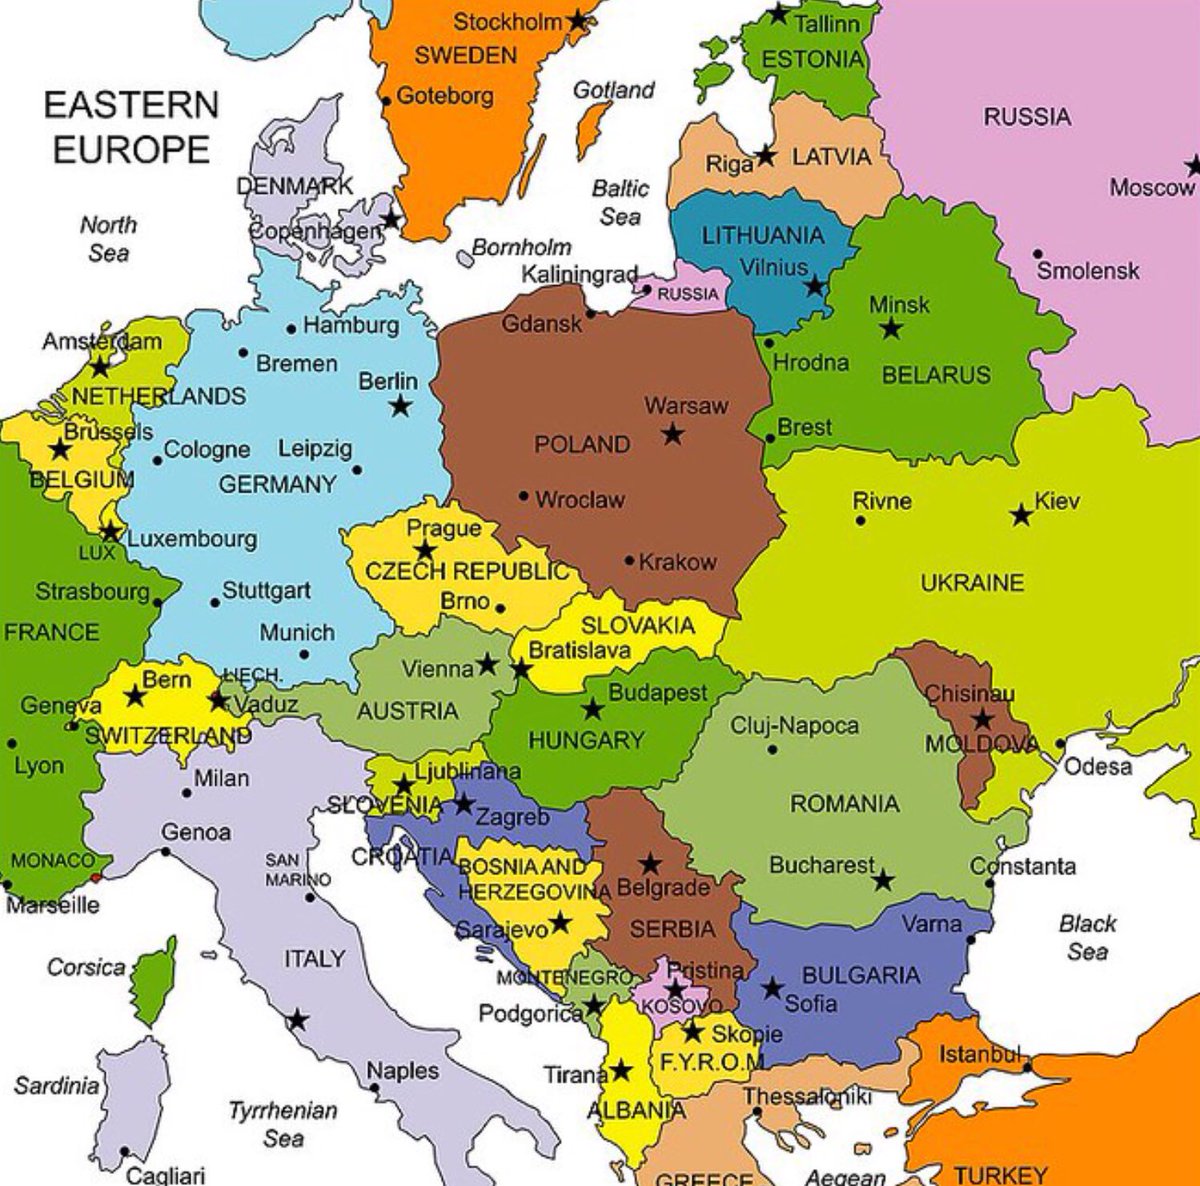 Stockholm
SWEDEN
Tallinn
ESTONIA
Goteborg
Gotland
EASTERN
EUROPE
RUSSIA
Riga
LATVIA
Moscow
DENMARK
Baltic
Sea
North
Sea
Copenhagen
Bornholm
LITHUANIA
Vilnius
Smolensk
Kaliningrad
RUSSIA
Minsk
Hamburg
Gdansk
Amsterdam
Bremen
Hrodna
BELARUS
Berlin
NETHERLANDS
Warsaw
Brussels
Brest
Cologne
Leipzig
POLAND
BELGIUM
GERMANY
Wroclaw
Rivne
Kiev
Prague
LUX
Luxembourg
Krakow
CZECH REPUBLIC
UKRAINE
Strasbourg
Stuttgart
Brno
FRANCE
Munich
SLOVAKIA
Bratislava
Vienna
Bern
LIECH.
Vaduz
Geneva
Budapest
Chisinau
AUSTRIA
Cluj-Napoca
SWITZERLAND
HUNGARY
MOLDOVA
Lyon
Odesa
Milan
Ljublinana
SLOVENIA
Zagreb
ROMANIA
Genoa
MONACO
SAN
MARINO
CROATIA
BOSNIA AND
HERZEGOVINA
Belgrade
Bucharest
Constanta
Marseille
Sarajevo
SERBIA
Varna
Black
Sea
Corsica
ITALY
MONTENEGRO
Pristina
BULGARIA
KOSOVO
Sofia
Podgorica
Skopje
F.Y.R.O.M
Istanbul
Sardinia
Naples
Tirana
Tyrrhenian
Sea
ALBANIA
Thessaloniki
Cagliari
GREECE
Aegean
TURKEY